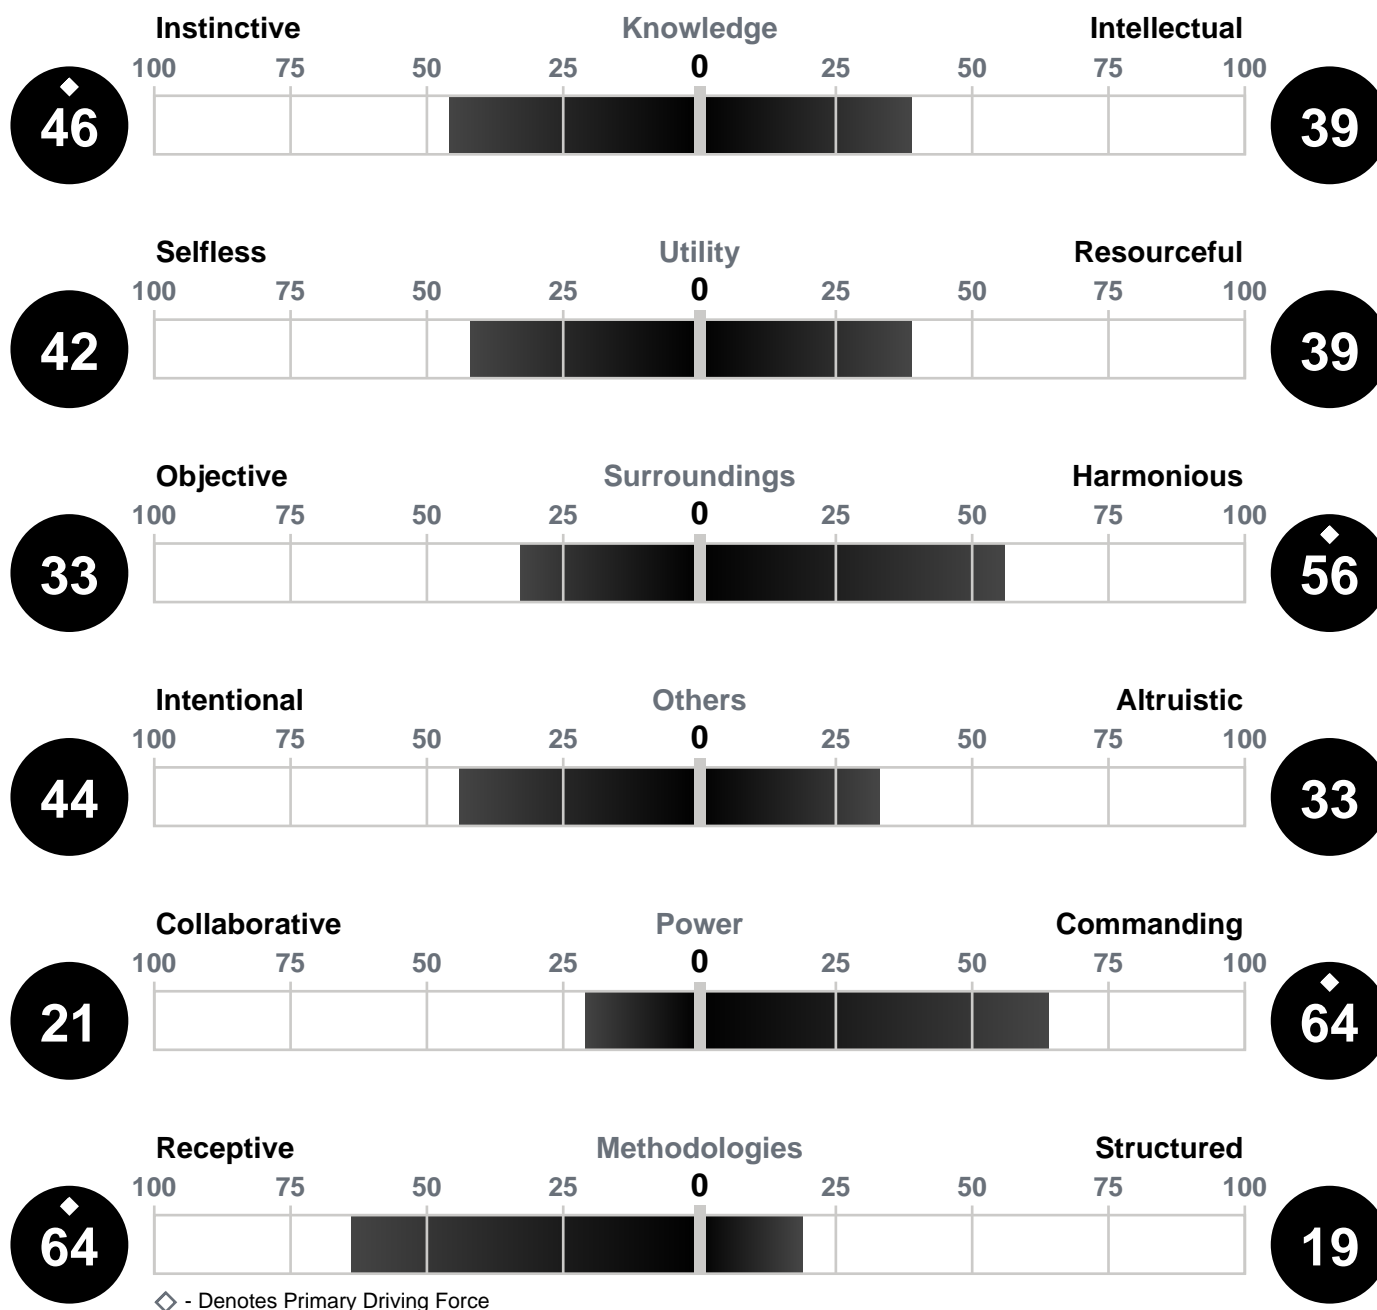 Instinctive Knowledge Intellectual
100 75 50 25 0 25 50 75 100
46 39
Selfless Utility Resourceful
100 75 50 25 0 25 50 75 100
42 39
Objective Surroundings Harmonious
100 75 50 25 0 25 50 75 100
33 56
Intentional Others Altruistic
100 75 50 25 0 25 50 75 100
44 33
Collaborative Power Commanding
100 75 50 25 0 25 50 75 100
21 64
Receptive Methodologies Structured
100 75 50 25 0 25 50 75 100
64 19
- Denotes Primary Driving Force